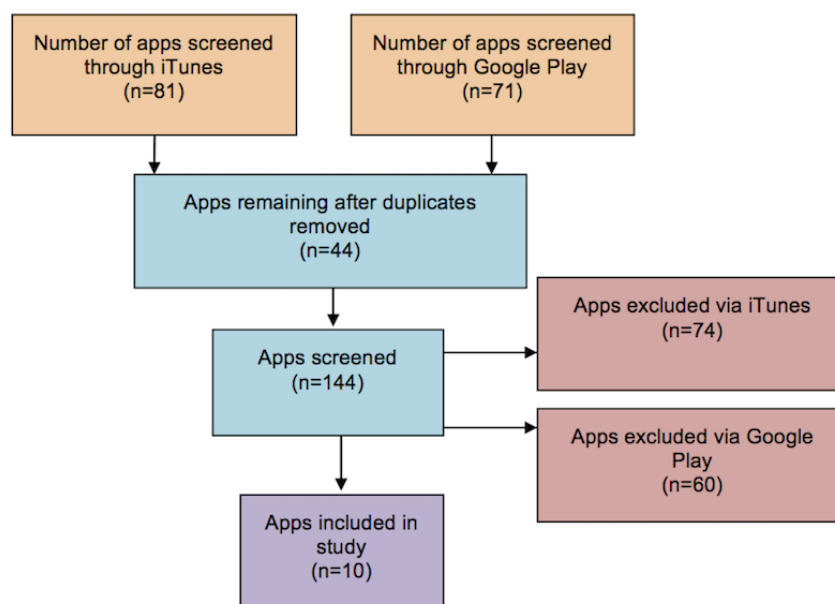 Number of apps screened
through iTunes
(n=81)
Number of apps screened
through Google Play
(n=71)
Apps remaining after duplicates
removed
(n=44)
Apps excluded via iTunes
(n=74)
Apps screened
(n=144)
Apps excluded via Google
Play
(n=60)
Apps included in
study
(n=10)